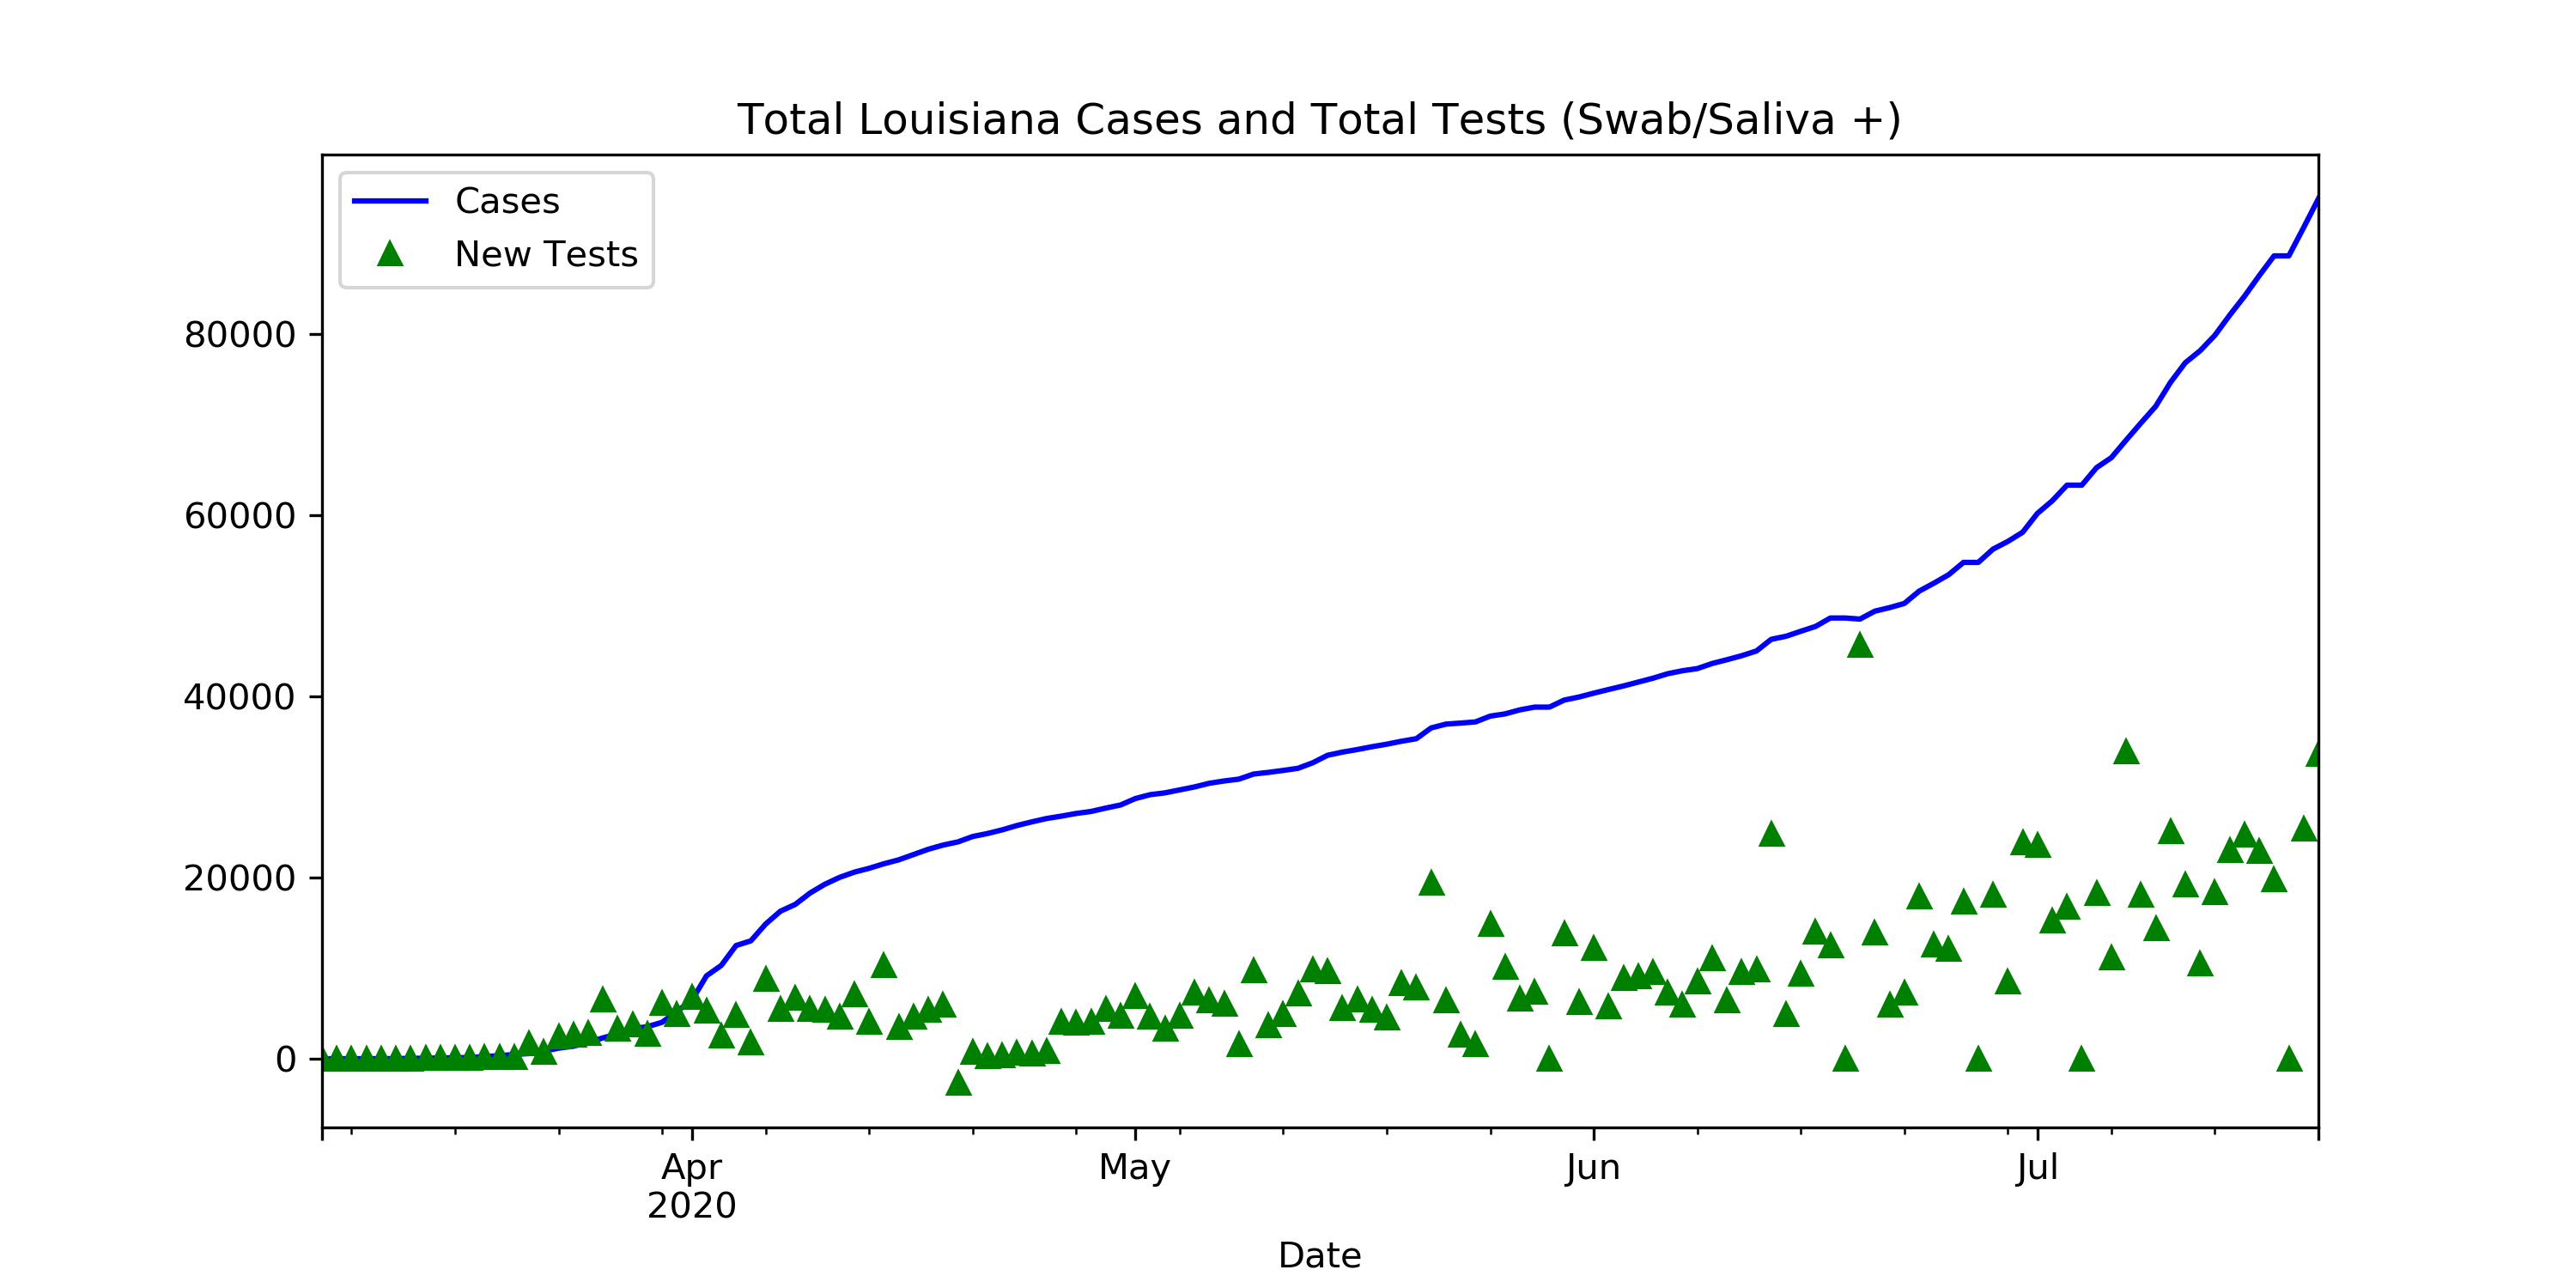 Total Louisiana Cases and Total Tests (Swab/Saliva +)
Cases
New Tests
80000
60000
40000
20000
0
Apr
2020
May
Jun
Jul
Date